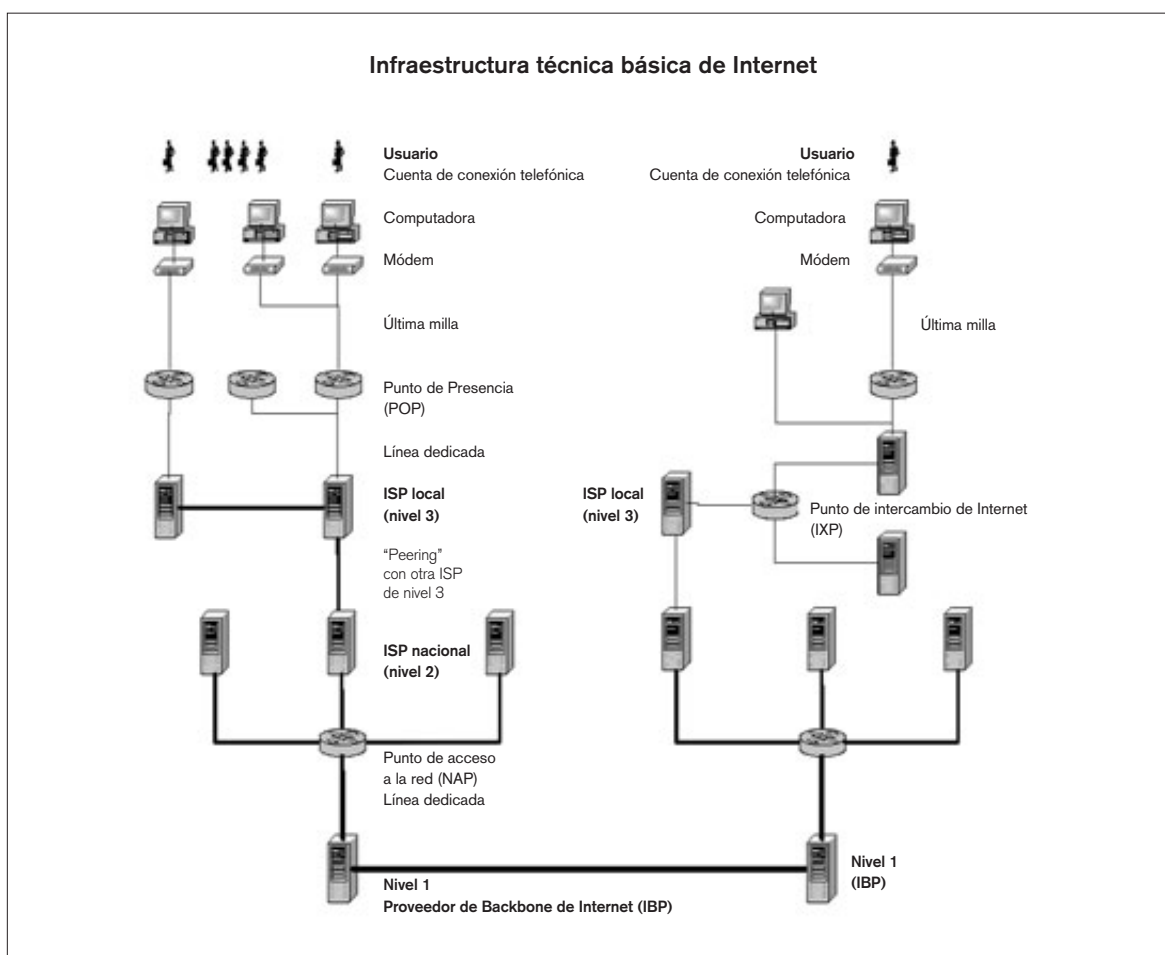 Infraestructura técnica básica de Internet
Usuario
Cuenta de conexión telefónica
Computadora
Módem
Última milla
Punto de Presencia
(POP)
Línea dedicada
ISP local
(nivel 3)
“Peering”
con otra ISP
de nivel 3
ISP nacional
(nivel 2)
Punto de acceso
a la red (NAP)
Línea dedicada
Nivel 1
Proveedor de Backbone de Internet (IBP)
Usuario
Cuenta de conexión telefónica
Computadora
Módem
Última milla
ISP local
(nivel 3)
Punto de intercambio de Internet
(IXP)
Nivel 1
(IBP)